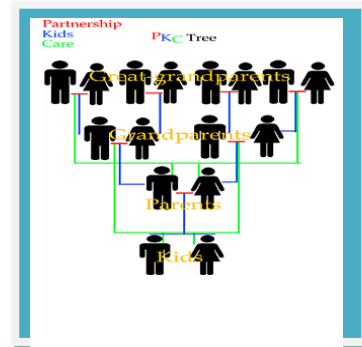 Partnership
Kids
Care
PKC Tree
Great-grandparents
Grandparents
Parents
Kids